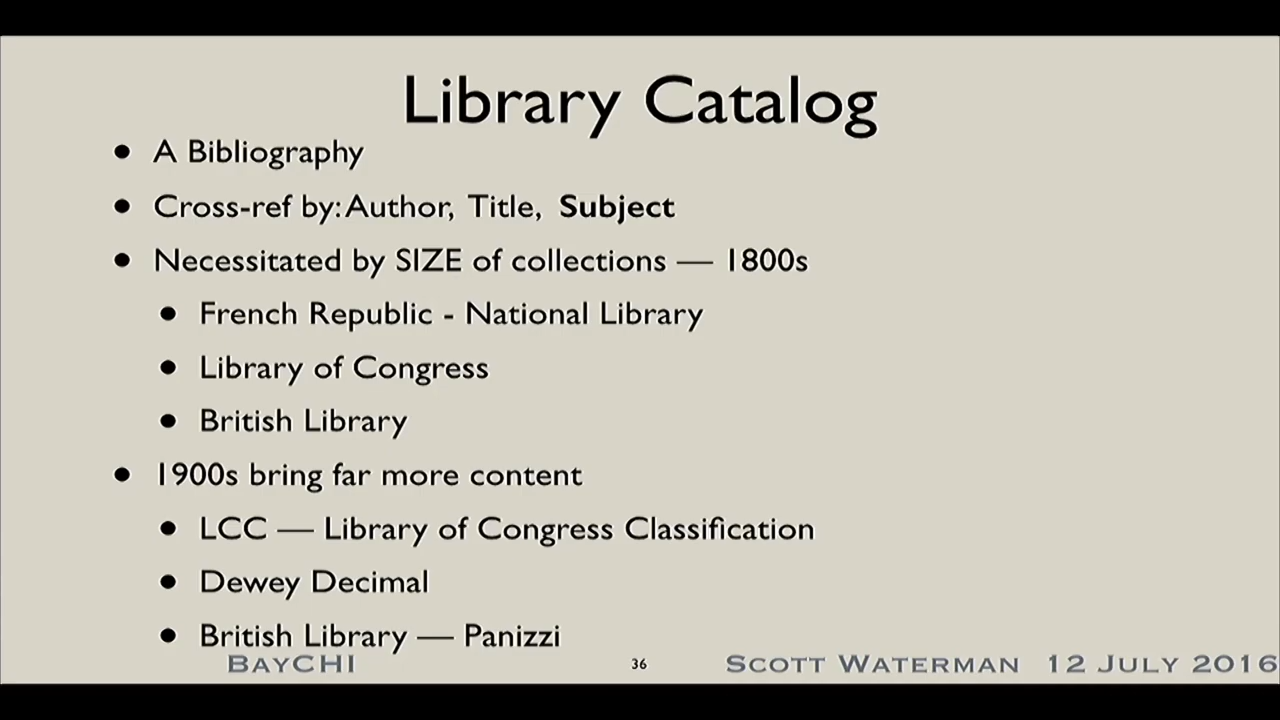 Library Catalog
• A Bibliography
• Cross-ref by: Author, Title, Subject
• Necessitated by SIZE of collections — 1800s
• French Republic - National Library
• Library of Congress
• British Library
• 1900s bring far more content
• LCC — Library of Congress Classification
• Dewey Decimal
• British Library — Panizzi
BayCHI 36 Scott Waterman 12 July 2016